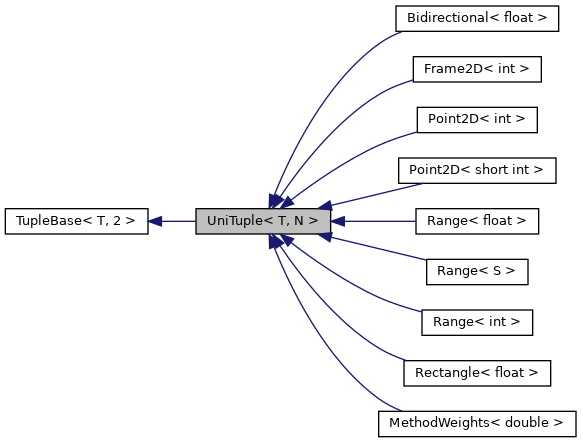 Bidirectional< float >
Frame2D< int >
Point2D< int >
Point2D< short int >
TupleBase< T, 2 >
UniTuple< T, N >
Range< float >
Range< S >
Range< int >
Rectangle< float >
MethodWeights< double >